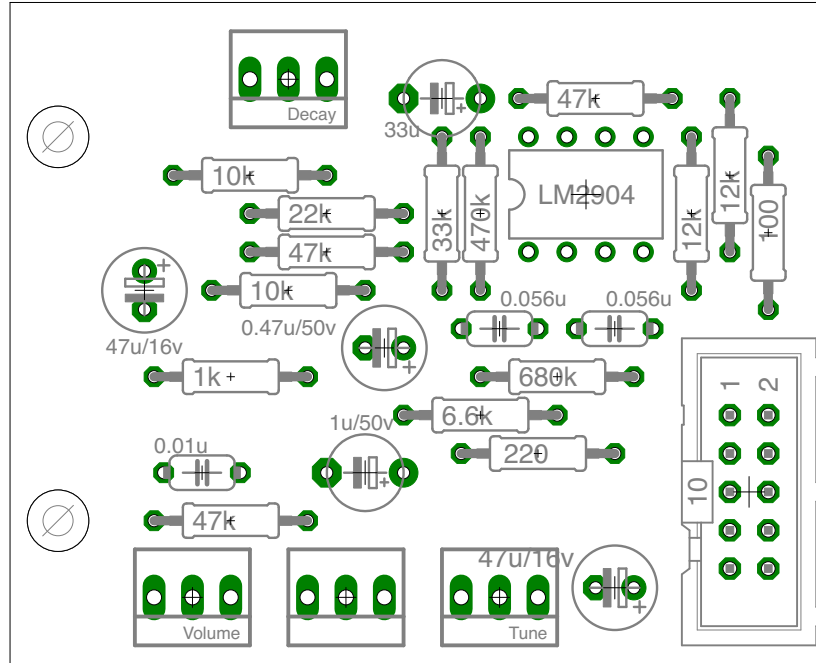 Decay
33u
47k
10k
LM2904
12k
12k
100
22k
33k
470k
47k
10k
0.056u
0.056u
47u/16v
0.47u/50v
1k
680k
1
2
1u/50v
6.6k
0.01u
220
10
47k
47u/16v
Volume
Tune